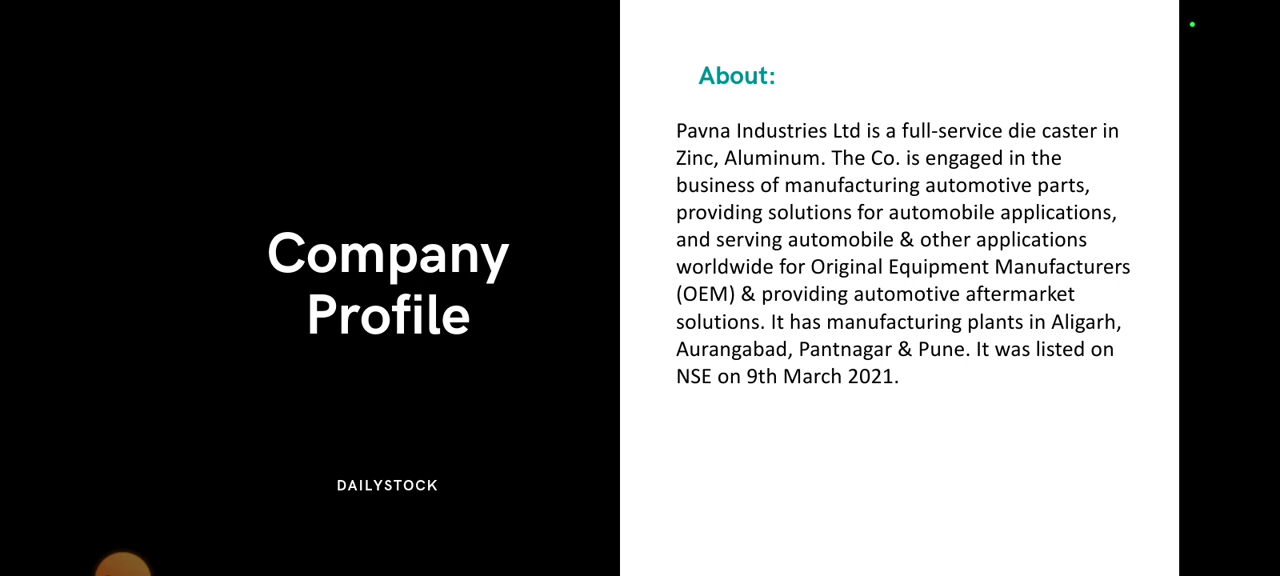 Company
Profile
DAILYSTOCK
About:
Pavna Industries Ltd is a full-service die caster in
Zinc, Aluminum. The Co. is engaged in the
business of manufacturing automotive parts,
providing solutions for automobile applications,
and serving automobile & other applications
worldwide for Original Equipment Manufacturers
(OEM) & providing automotive aftermarket
solutions. It has manufacturing plants in Aligarh,
Aurangabad, Pantnagar & Pune. It was listed on
NSE on 9th March 2021.